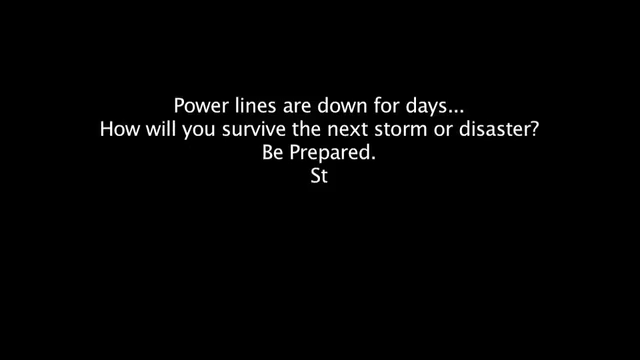 Power lines are down for days...
How will you survive the next storm or disaster?
Be Prepared.
St